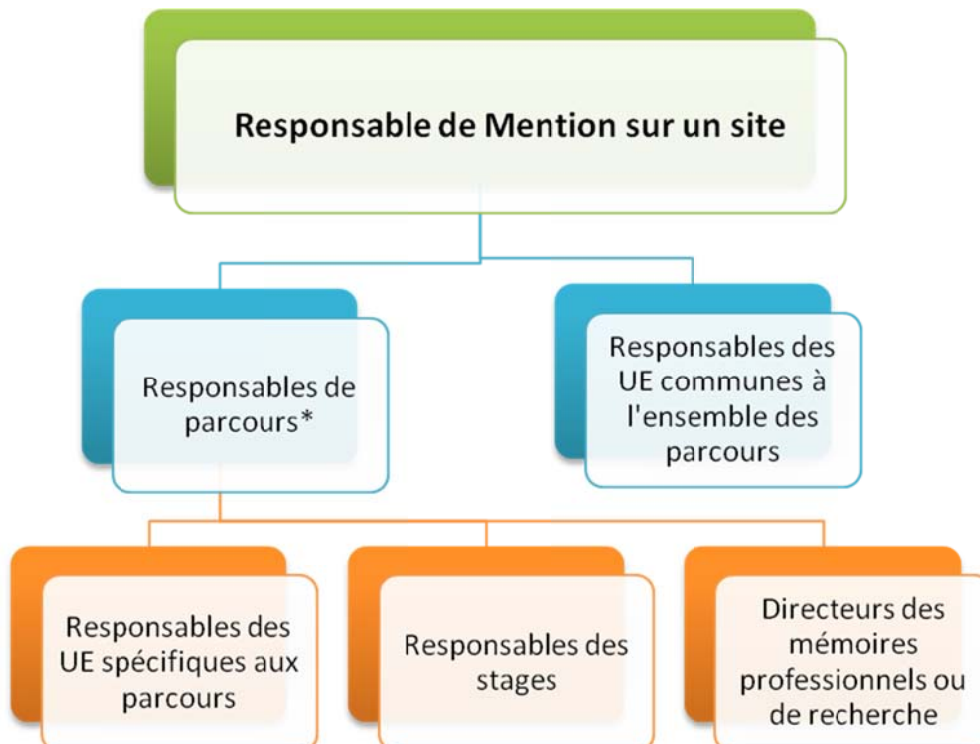 Responsable de Mention sur un site
Responsables de
parcours*
Responsables des
UE communes à
l'ensemble des
parcours
Responsables des
UE spécifiques aux
parcours
Responsables des
stages
Directeurs des
mémoires
professionnels ou
de recherche